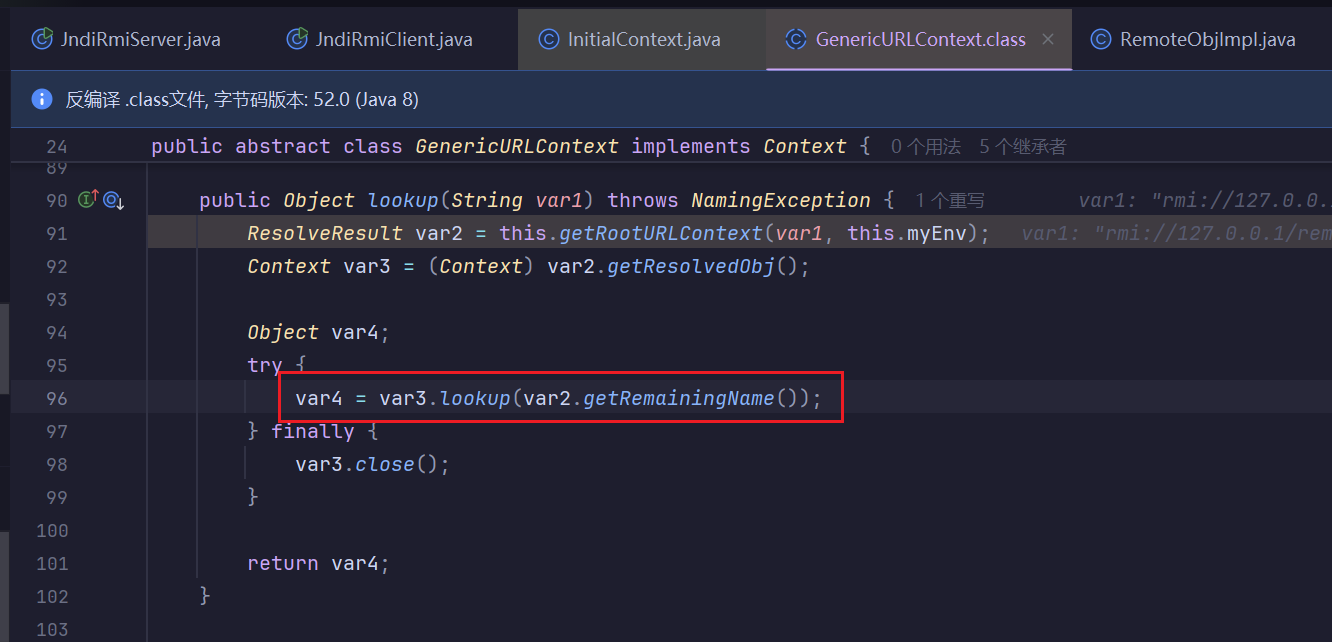 JndiRmiServer.java JndiRmiClient.java InitialContext.java GenericURLContext.class RemoteObjImpl.java
反编译 .class文件, 字节码版本: 52.0 (Java 8)
24 public abstract class GenericURLContext implements Context { 0 个用法 5 个继承者
89
90 public Object lookup(String var1) throws NamingException { 1 个重写 var1: "rmi://127.0.0.
91 ResolveResult var2 = this.getRootURLContext(var1, this.myEnv); var1: "rmi://127.0.0.1/rem
92 Context var3 = (Context) var2.getResolvedObj();
93
94 Object var4;
95 try {
96 var4 = var3.lookup(var2.getRemainingName());
97 } finally {
98 var3.close();
99 }
100
101 return var4;
102 }
103